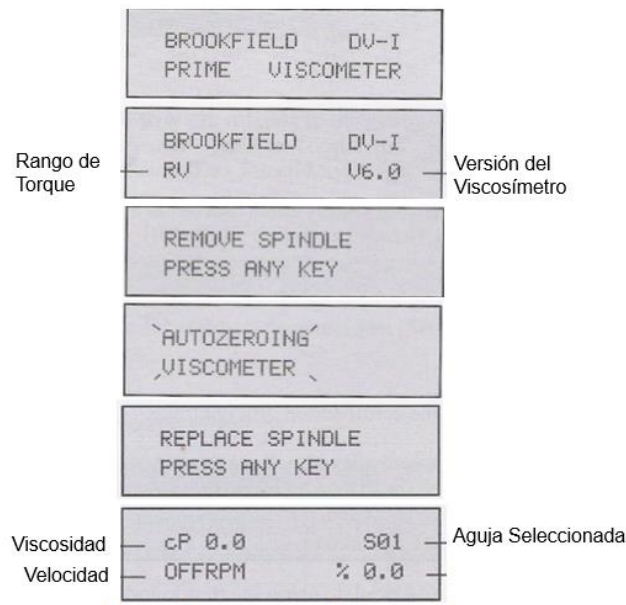 BROOKFIELD DV-I
PRIME VISCOMETER
BROOKFIELD DV-I
Rango de
Torque
RV V6.0
Versión del
Viscosímetro
REMOVE SPINDLE
PRESS ANY KEY
AUTOZEROING
VISCOMETER
REPLACE SPINDLE
PRESS ANY KEY
Viscosidad
cP 0.0 S01
Aguja Seleccionada
Velocidad
OFFRPM % 0.0